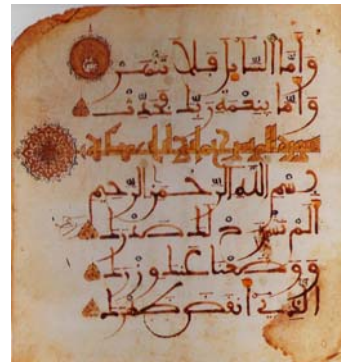 وأما السائل فلا تنهر
وأما بنعمة ربك فحدث
بسم الله الرحمن الرحيم
ألم نشرح لك صدرك
ووضعنا عنك وزرك
الذي أنقض ظهرك